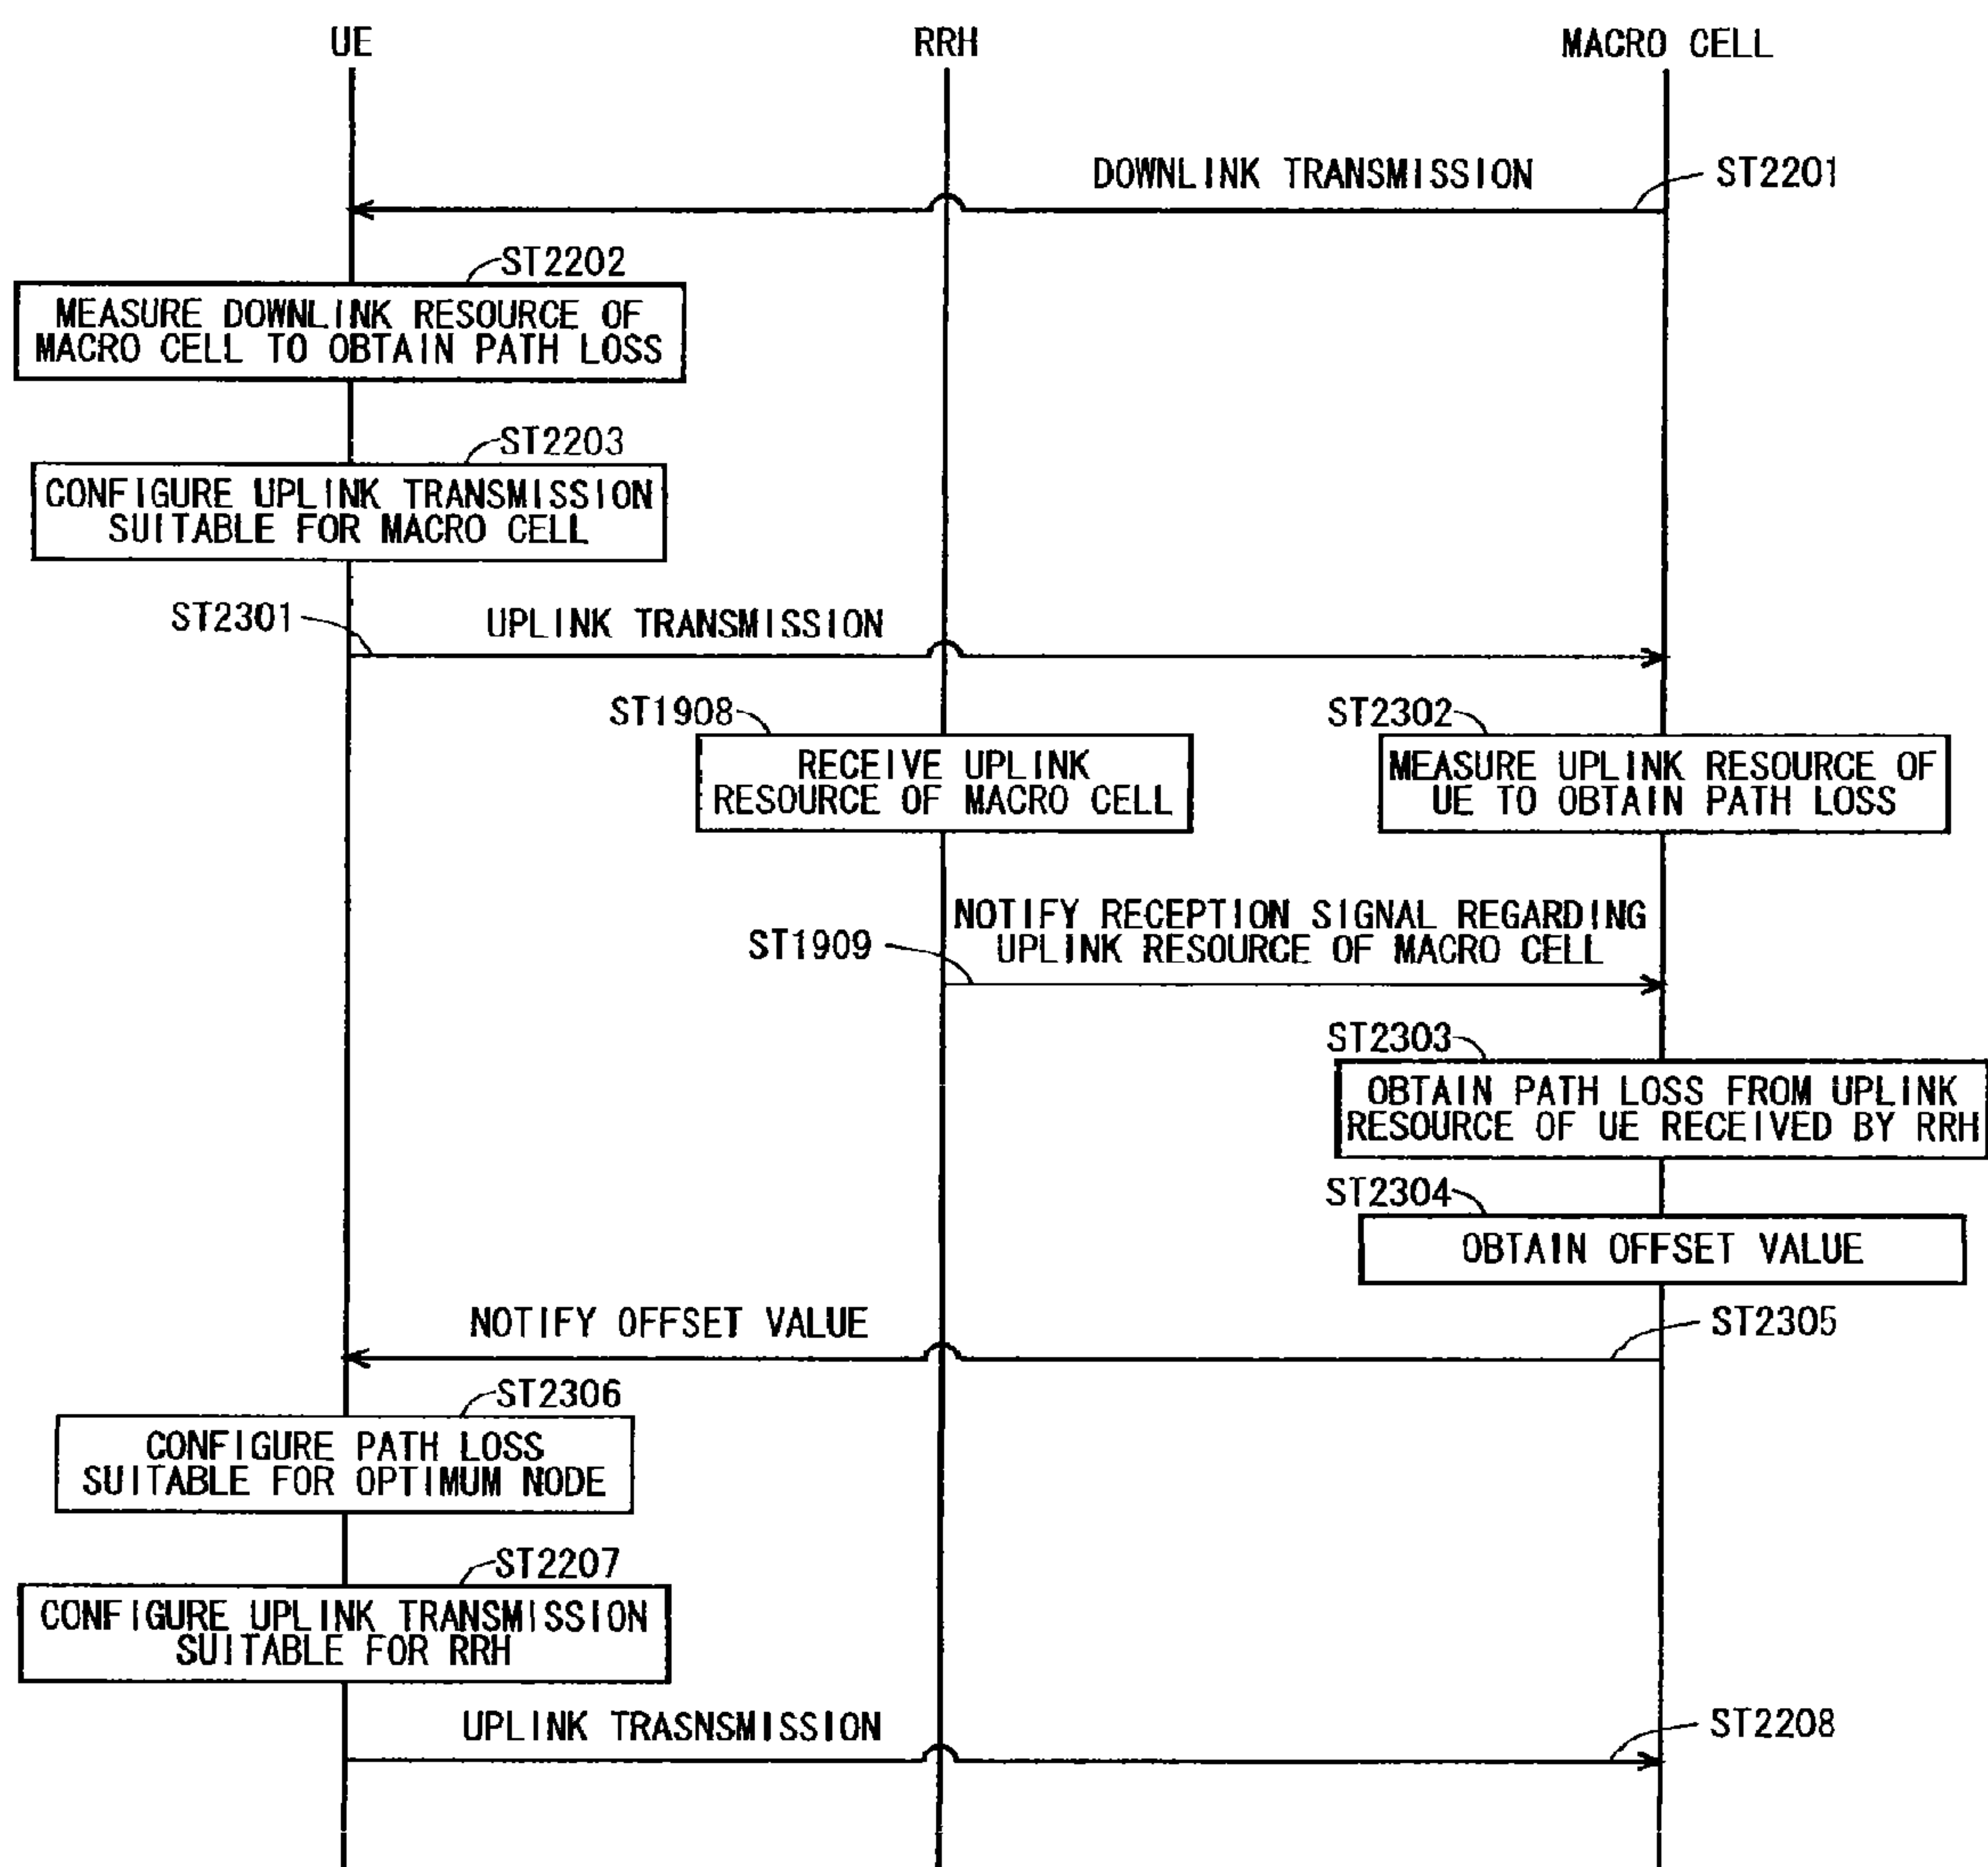 UE
RRH
MACRO CELL
DOWNLINK TRANSMISSION
ST2201
ST2202
MEASURE DOWNLINK RESOURCE OF
MACRO CELL TO OBTAIN PATH LOSS
ST2203
CONFIGURE UPLINK TRANSMISSION
SUITABLE FOR MACRO CELL
ST2301
UPLINK TRANSMISSION
ST1908
RECEIVE UPLINK
RESOURCE OF MACRO CELL
ST2302
MEASURE UPLINK RESOURCE OF
UE TO OBTAIN PATH LOSS
NOTIFY RECEPTION SIGNAL REGARDING
UPLINK RESOURCE OF MACRO CELL
ST1909
ST2303
OBTAIN PATH LOSS FROM UPLINK
RESOURCE OF UE RECEIVED BY RRH
ST2304
OBTAIN OFFSET VALUE
NOTIFY OFFSET VALUE
ST2305
ST2306
CONFIGURE PATH LOSS
SUITABLE FOR OPTIMUM NODE
ST2207
CONFIGURE UPLINK TRANSMISSION
SUITABLE FOR RRH
UPLINK TRASNSMISSION
ST2208